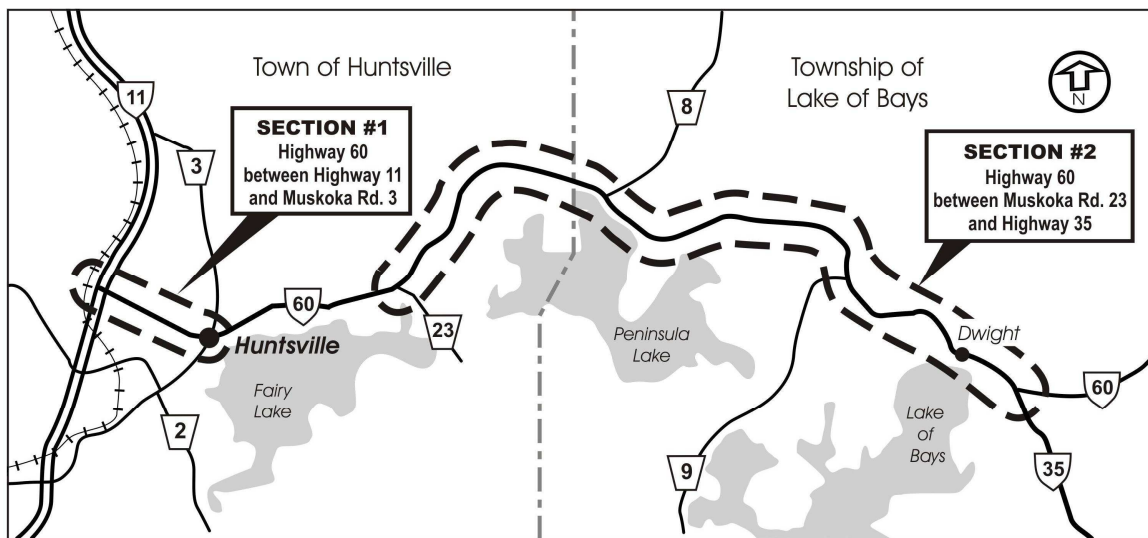 Town of Huntsville
Township of
Lake of Bays
N
11
SECTION #1
Highway 60
between Highway 11
and Muskoka Rd. 3
3
8
SECTION #2
Highway 60
between Muskoka Rd. 23
and Highway 35
60
23
Huntsville
Fairy
Lake
2
Peninsula
Lake
Dwight
60
Lake
of
Bays
9
35